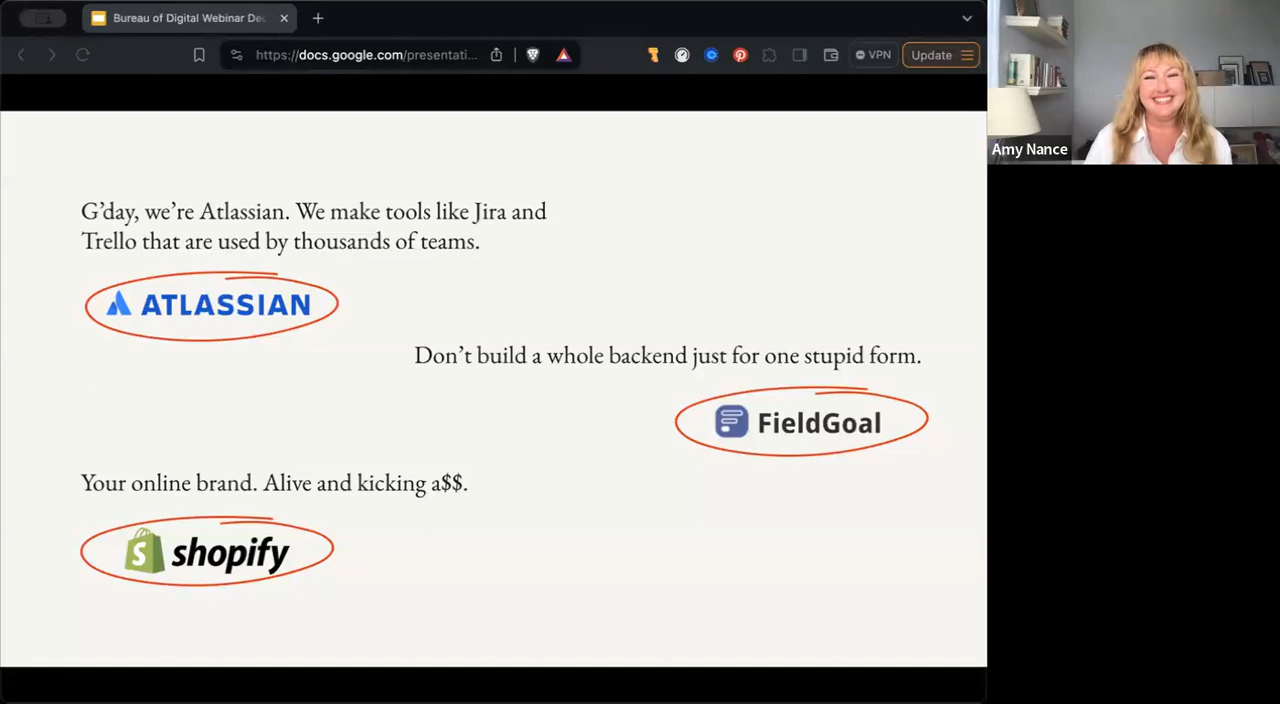 Bureau of Digital Webinar De
https://docs.google.com/presentati...
VPN
Update
Amy Nance
G’day, we’re Atlassian. We make tools like Jira and
Trello that are used by thousands of teams.
ATLASSIAN
Don’t build a whole backend just for one stupid form.
FieldGoal
Your online brand. Alive and kicking a$$.
S shopify